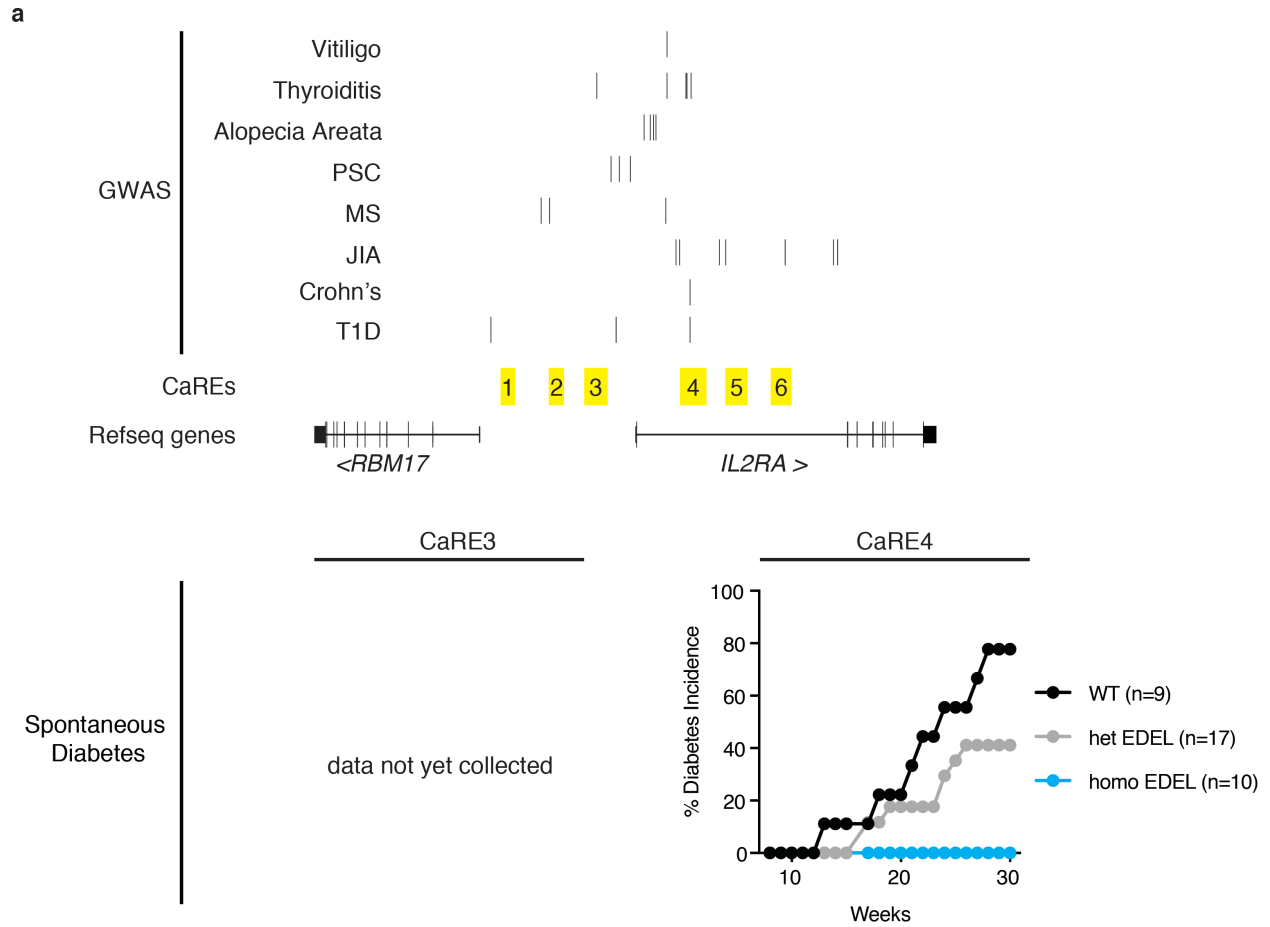 a
Vitiligo
Thyroiditis
Alopecia Areata
PSC
GWAS
MS
JIA
Crohn’s
T1D
CaREs 1 2 3 4 5 6
Refseq genes
<RBM17 IL2RA >
CaRE3 CaRE4
Spontaneous
Diabetes
data not yet collected
% Diabetes Incidence
100
80
60
40
20
0
10 20 30
Weeks
WT (n=9)
het EDEL (n=17)
homo EDEL (n=10)